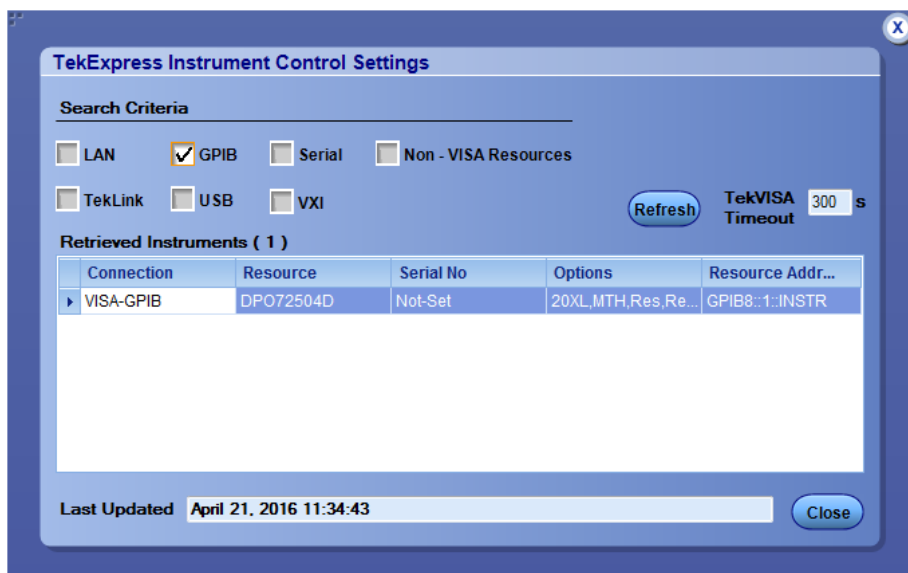 X
TekExpress Instrument Control Settings
Search Criteria
LAN GPIB Serial Non - VISA Resources
TekLink USB VXI
Refresh TekVISA Timeout 300 s
Retrieved Instruments ( 1 )
Connection Resource Serial No Options Resource Addr...
VISA-GPIB DPO72504D Not-Set 20XL,MTH,Res,Re... GPIB8::1::INSTR
Last Updated April 21, 2016 11:34:43 Close